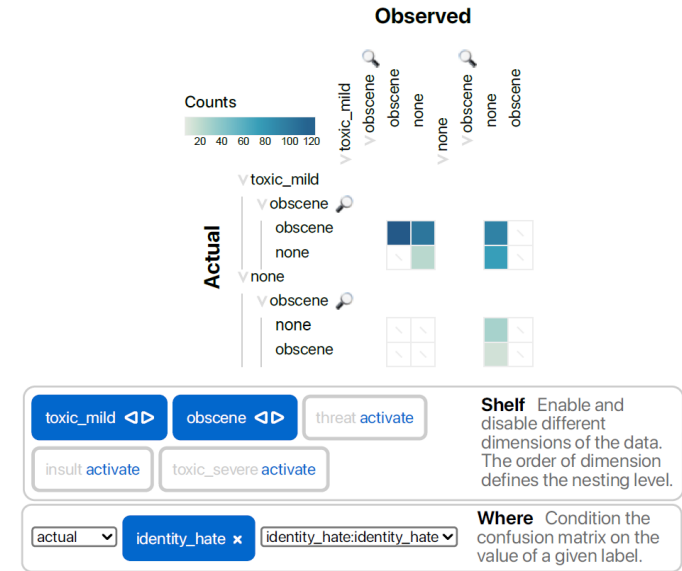 Observed
Counts
20 40 60 80 100 120
toxic_mild
obscene
obscene
none
none
obscene
none
obscene
Actual
toxic_mild
obscene
obscene
none
none
obscene
none
obscene
toxic_mild
obscene
threat activate
insult activate
toxic_severe activate
Shelf Enable and
disable different
dimensions of the data.
The order of dimension
defines the nesting level.
actual
identity_hate ×
identity_hate:identity_hate
Where Condition the
confusion matrix on the
value of a given label.